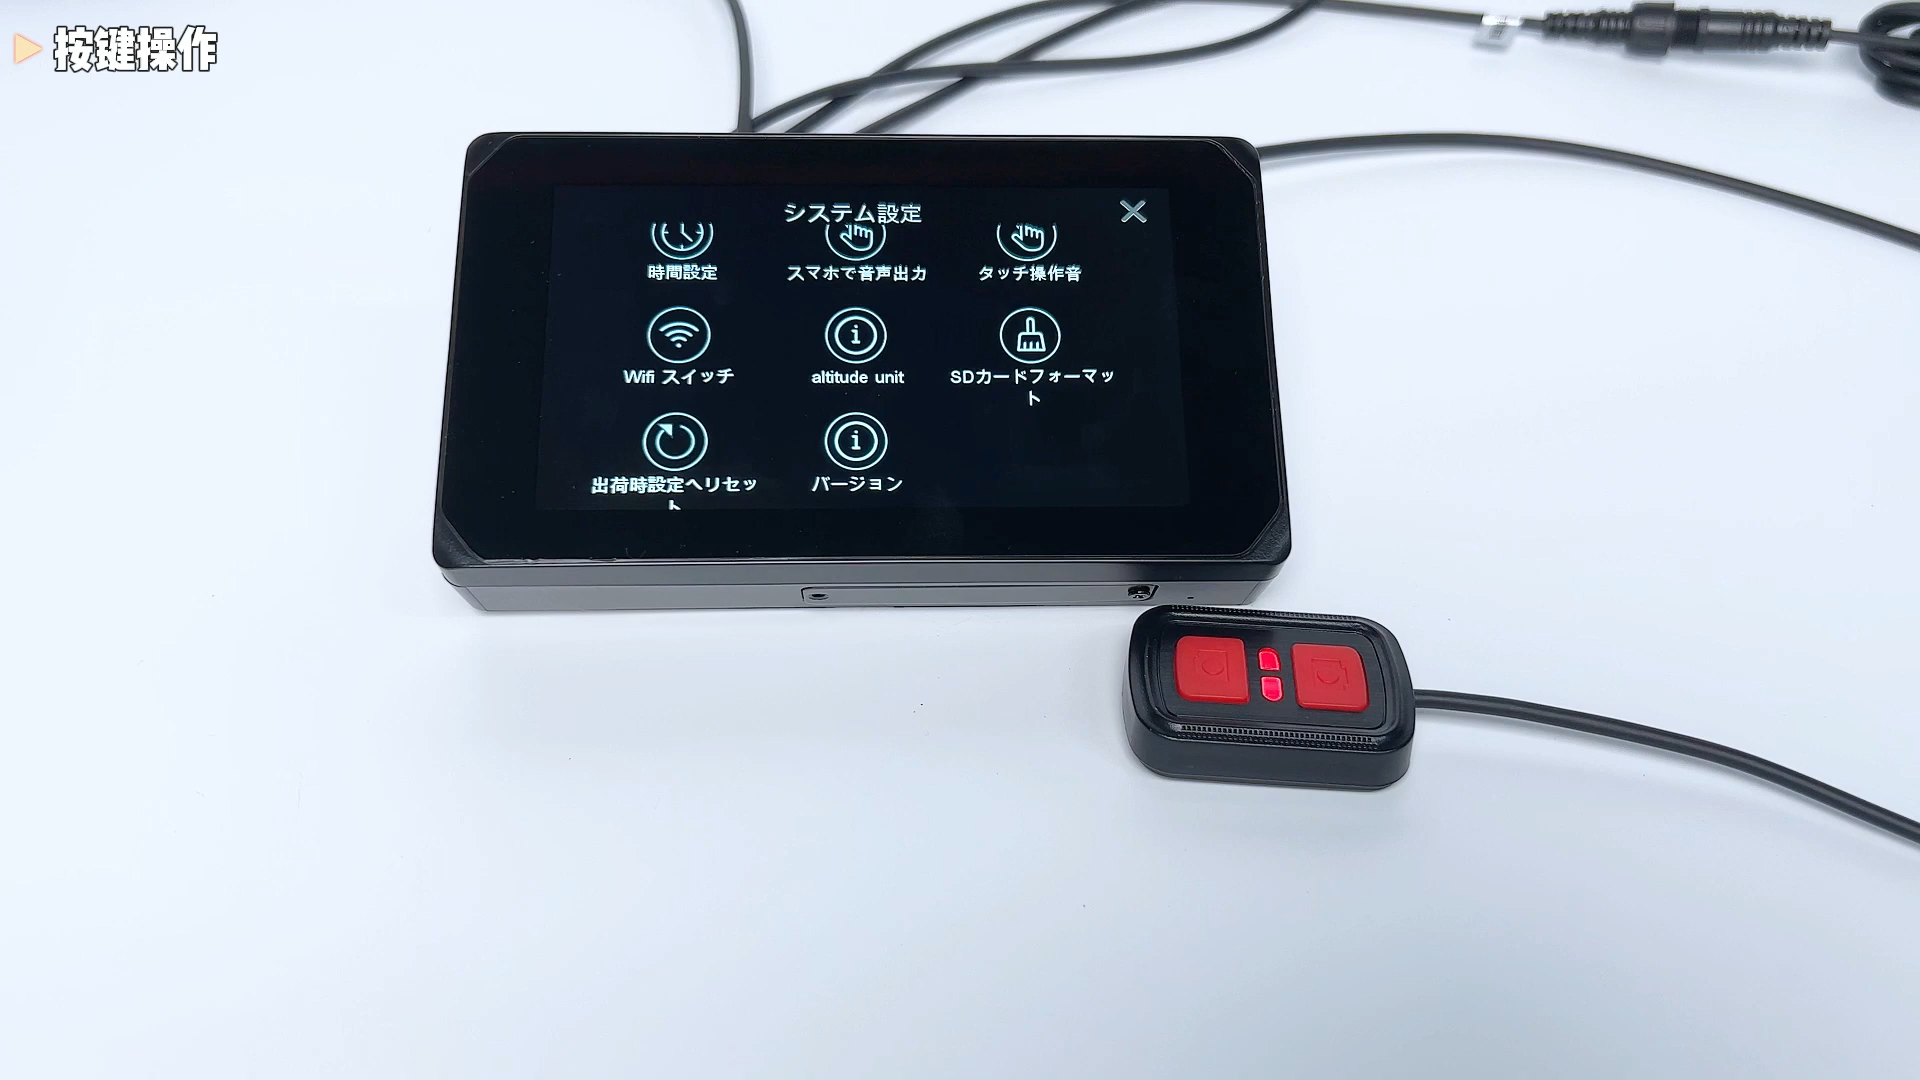 按键操作
システム設定
時間設定
スマホで音声出力
タッチ操作音
Wifi スイッチ
altitude unit
SDカードフォーマッ
ト
出荷時設定へリセッ
ト
バージョン